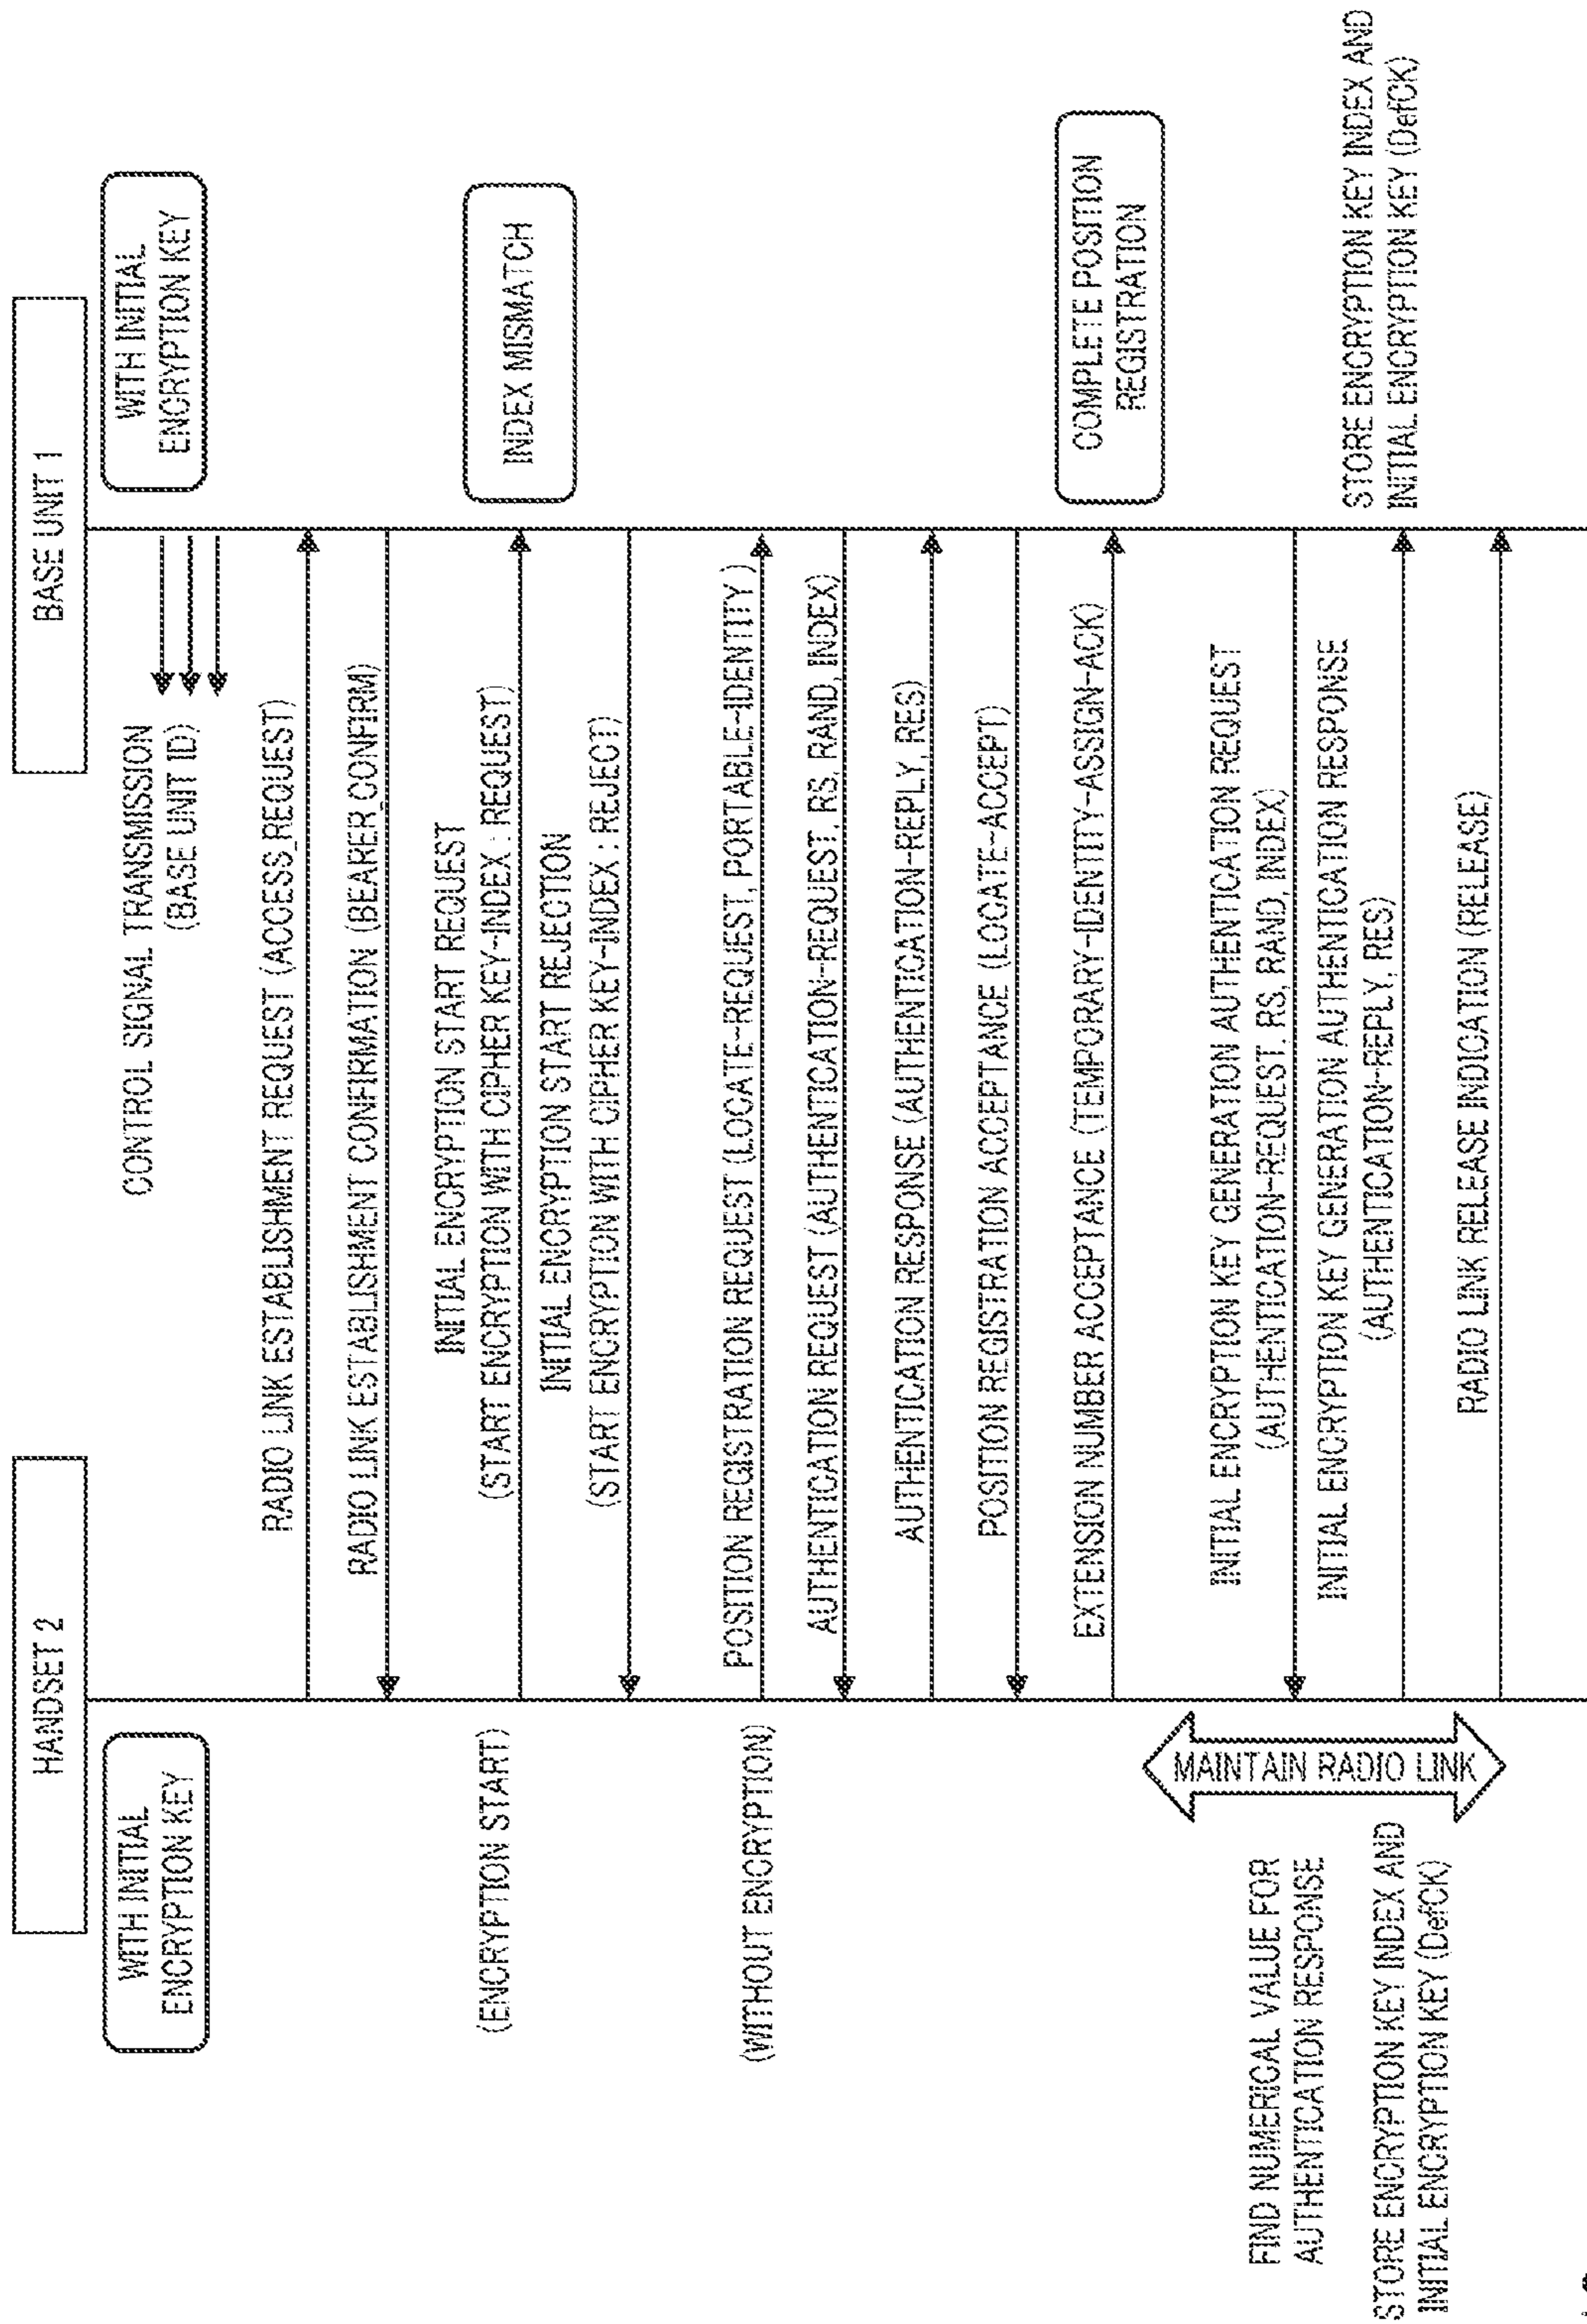 HANDSET 2
BASE UNIT 1
WITH INITIAL
ENCRYPTION KEY
WITH INITIAL
ENCRYPTION KEY
CONTROL SIGNAL TRANSMISSION
(BASE UNIT ID)
RADIO LINK ESTABLISHMENT REQUEST (ACCESS_REQUEST)
RADIO LINK ESTABLISHMENT CONFIRMATION (BEARER_CONFIRM)
(ENCRYPTION START)
INITIAL ENCRYPTION START REQUEST
(START ENCRYPTION WITH CIPHER KEY-INDEX : REQUEST)
INDEX MISMATCH
INITIAL ENCRYPTION START REJECTION
(START ENCRYPTION WITH CIPHER KEY-INDEX : REJECT)
(WITHOUT ENCRYPTION)
POSITION REGISTRATION REQUEST (LOCATE-REQUEST, PORTABLE-IDENTITY )
AUTHENTICATION REQUEST (AUTHENTICATION-REQUEST, RS, RAND, INDEX)
AUTHENTICATION RESPONSE (AUTHENTICATION-REPLY, RES)
POSITION REGISTRATION ACCEPTANCE (LOCATE-ACCEPT)
EXTENSION NUMBER ACCEPTANCE (TEMPORARY-IDENTITY-ASSIGN-ACK)
COMPLETE POSITION
REGISTRATION
MAINTAIN RADIO LINK
INITIAL ENCRYPTION KEY GENERATION AUTHENTICATION REQUEST
(AUTHENTICATION-REQUEST, RS, RAND, INDEX)
FIND NUMERICAL VALUE FOR
AUTHENTICATION RESPONSE
INITIAL ENCRYPTION KEY GENERATION AUTHENTICATION RESPONSE
(AUTHENTICATION-REPLY, RES)
STORE ENCRYPTION KEY INDEX AND
INITIAL ENCRYPTION KEY (DefCK)
STORE ENCRYPTION KEY INDEX AND
INITIAL ENCRYPTION KEY (DefCK)
RADIO LINK RELEASE INDICATION (RELEASE)